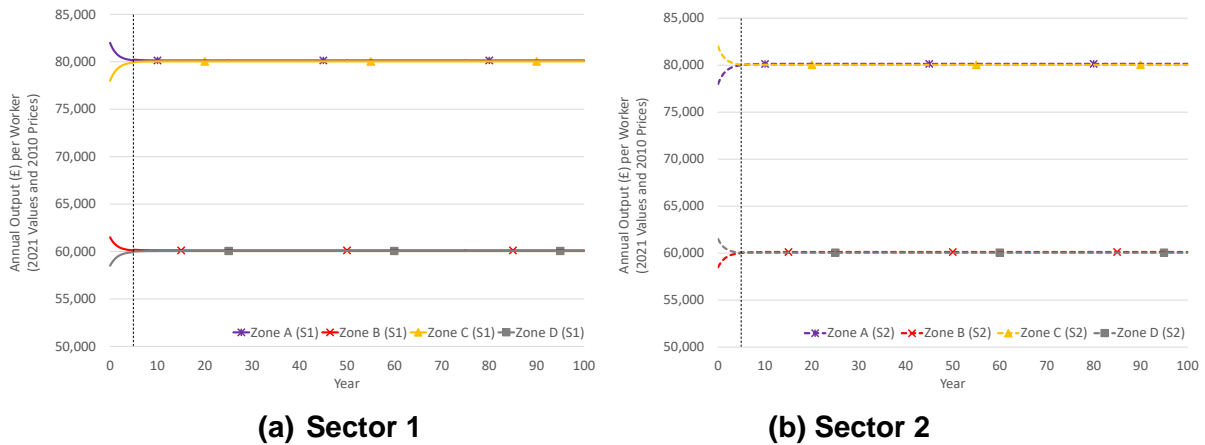 Annual Output (£) per Worker
(2021 Values and 2010 Prices)
85,000
80,000
75,000
70,000
65,000
60,000
55,000
50,000
Zone A (S1) Zone B (S1) Zone C (S1) Zone D (S1)
0 10 20 30 40 50 60 70 80 90 100
Year
(a) Sector 1
Annual Output (£) per Worker
(2021 Values and 2010 Prices)
85,000
80,000
75,000
70,000
65,000
60,000
55,000
50,000
Zone A (S2) Zone B (S2) Zone C (S2) Zone D (S2)
0 10 20 30 40 50 60 70 80 90 100
Year
(b) Sector 2